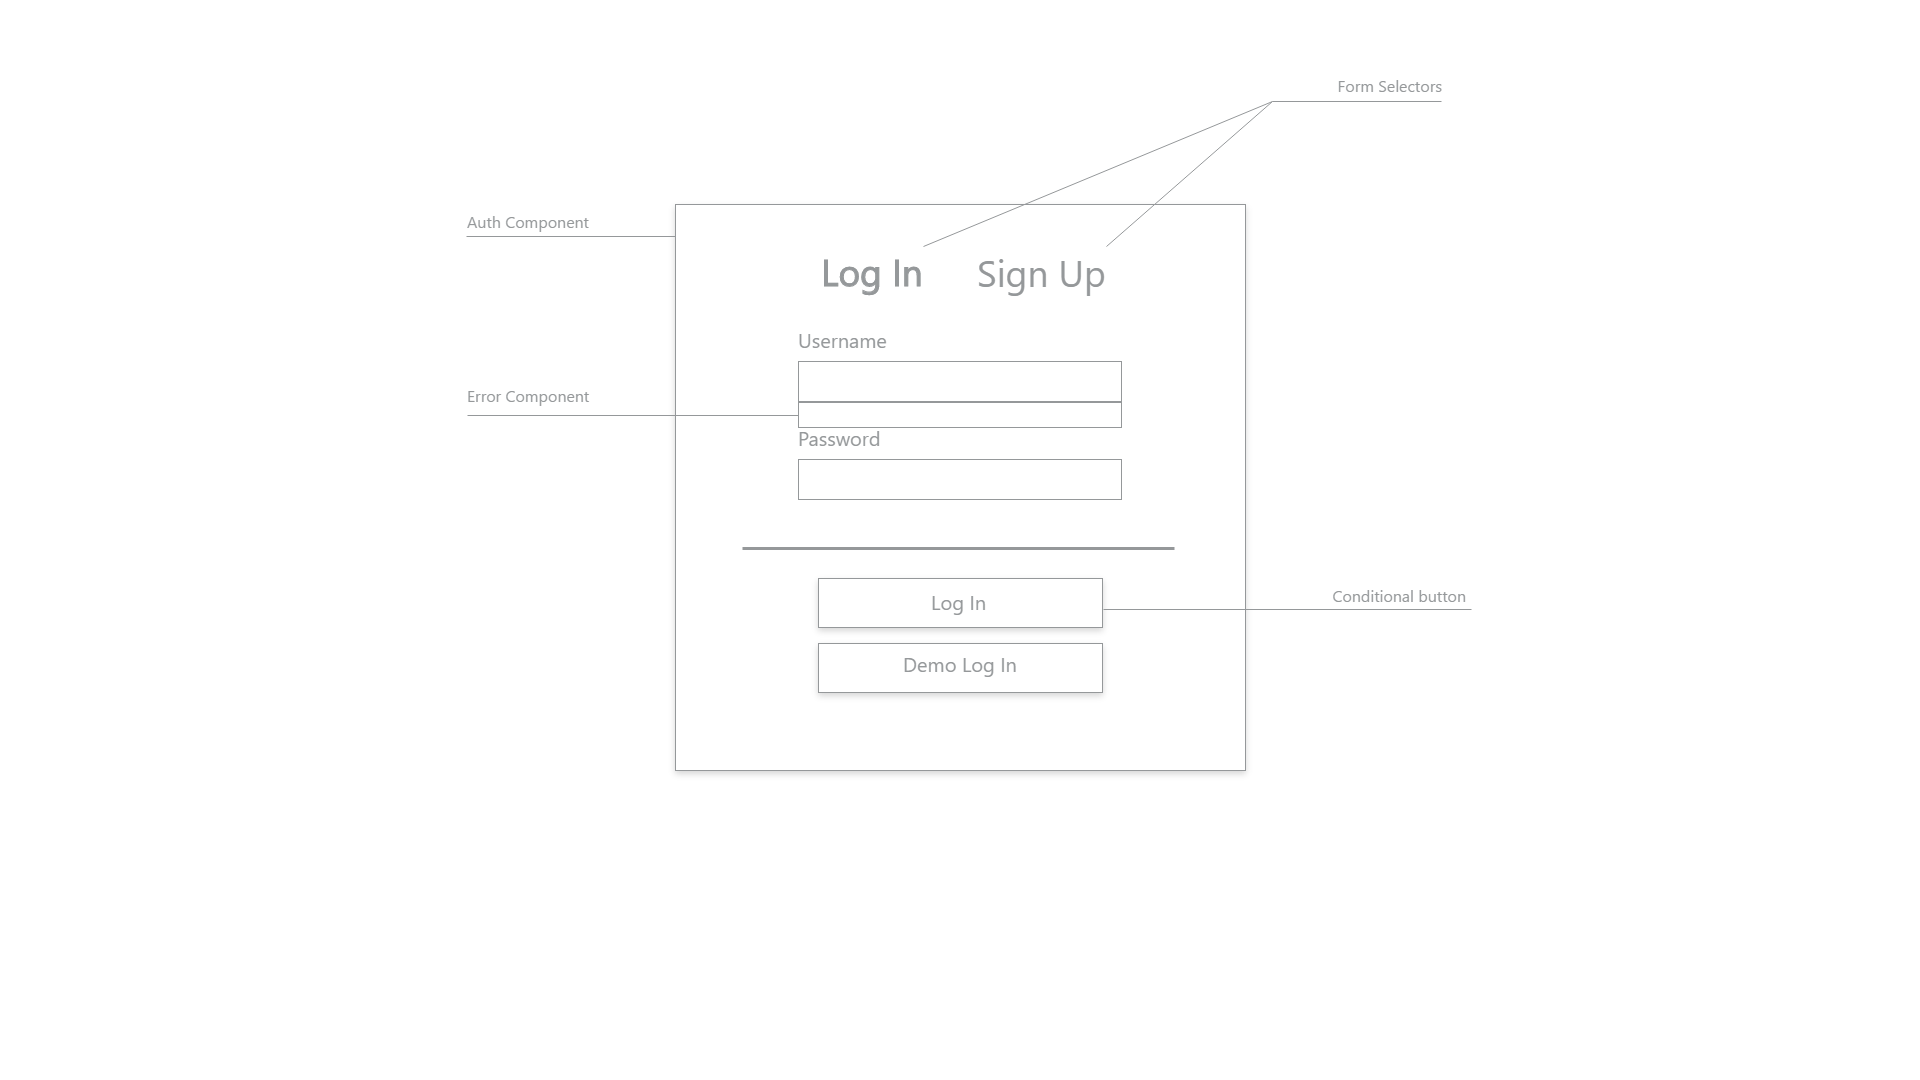 Form Selectors
Auth Component
Log In Sign Up
Username
Error Component
Password
Log In
Conditional button
Demo Log In